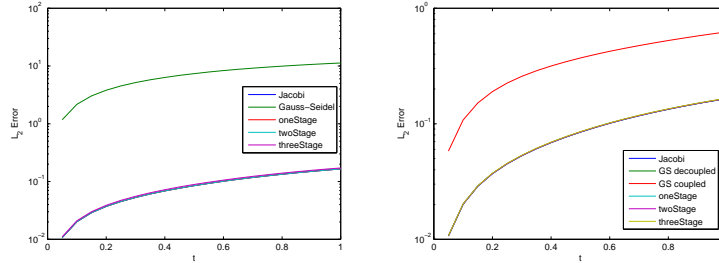 10^2
10^1
10^0
10^-1
10^-2
L_2 Error
0 0.2 0.4 0.6 0.8 1
t
Jacobi
Gauss-Seidel
oneStage
twoStage
threeStage
10^0
10^-1
10^-2
L_2 Error
0 0.2 0.4 0.6 0.8
t
Jacobi
GS decoupled
GS coupled
oneStage
twoStage
threeStage